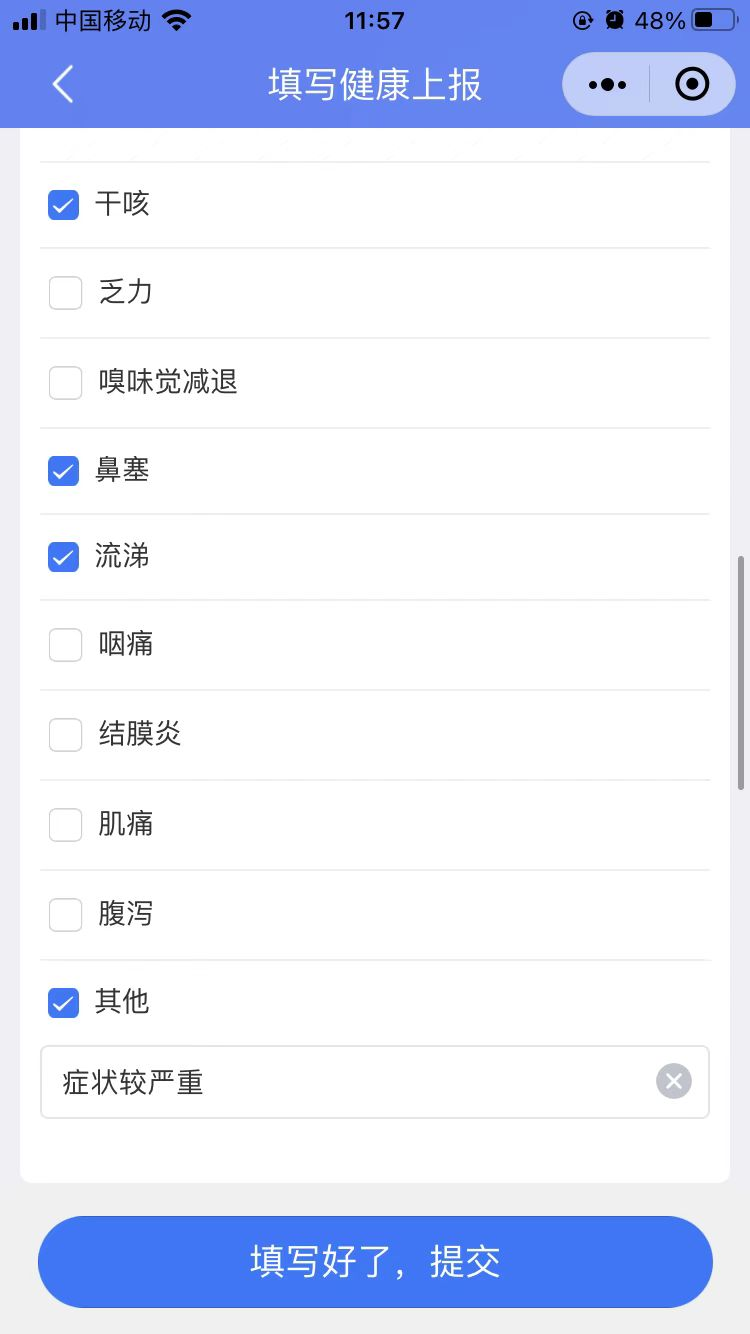 中国移动 11:57 48%
填写健康上报
干咳
乏力
嗅味觉减退
鼻塞
流涕
咽痛
结膜炎
肌痛
腹泻
其他
症状较严重
填写好了，提交